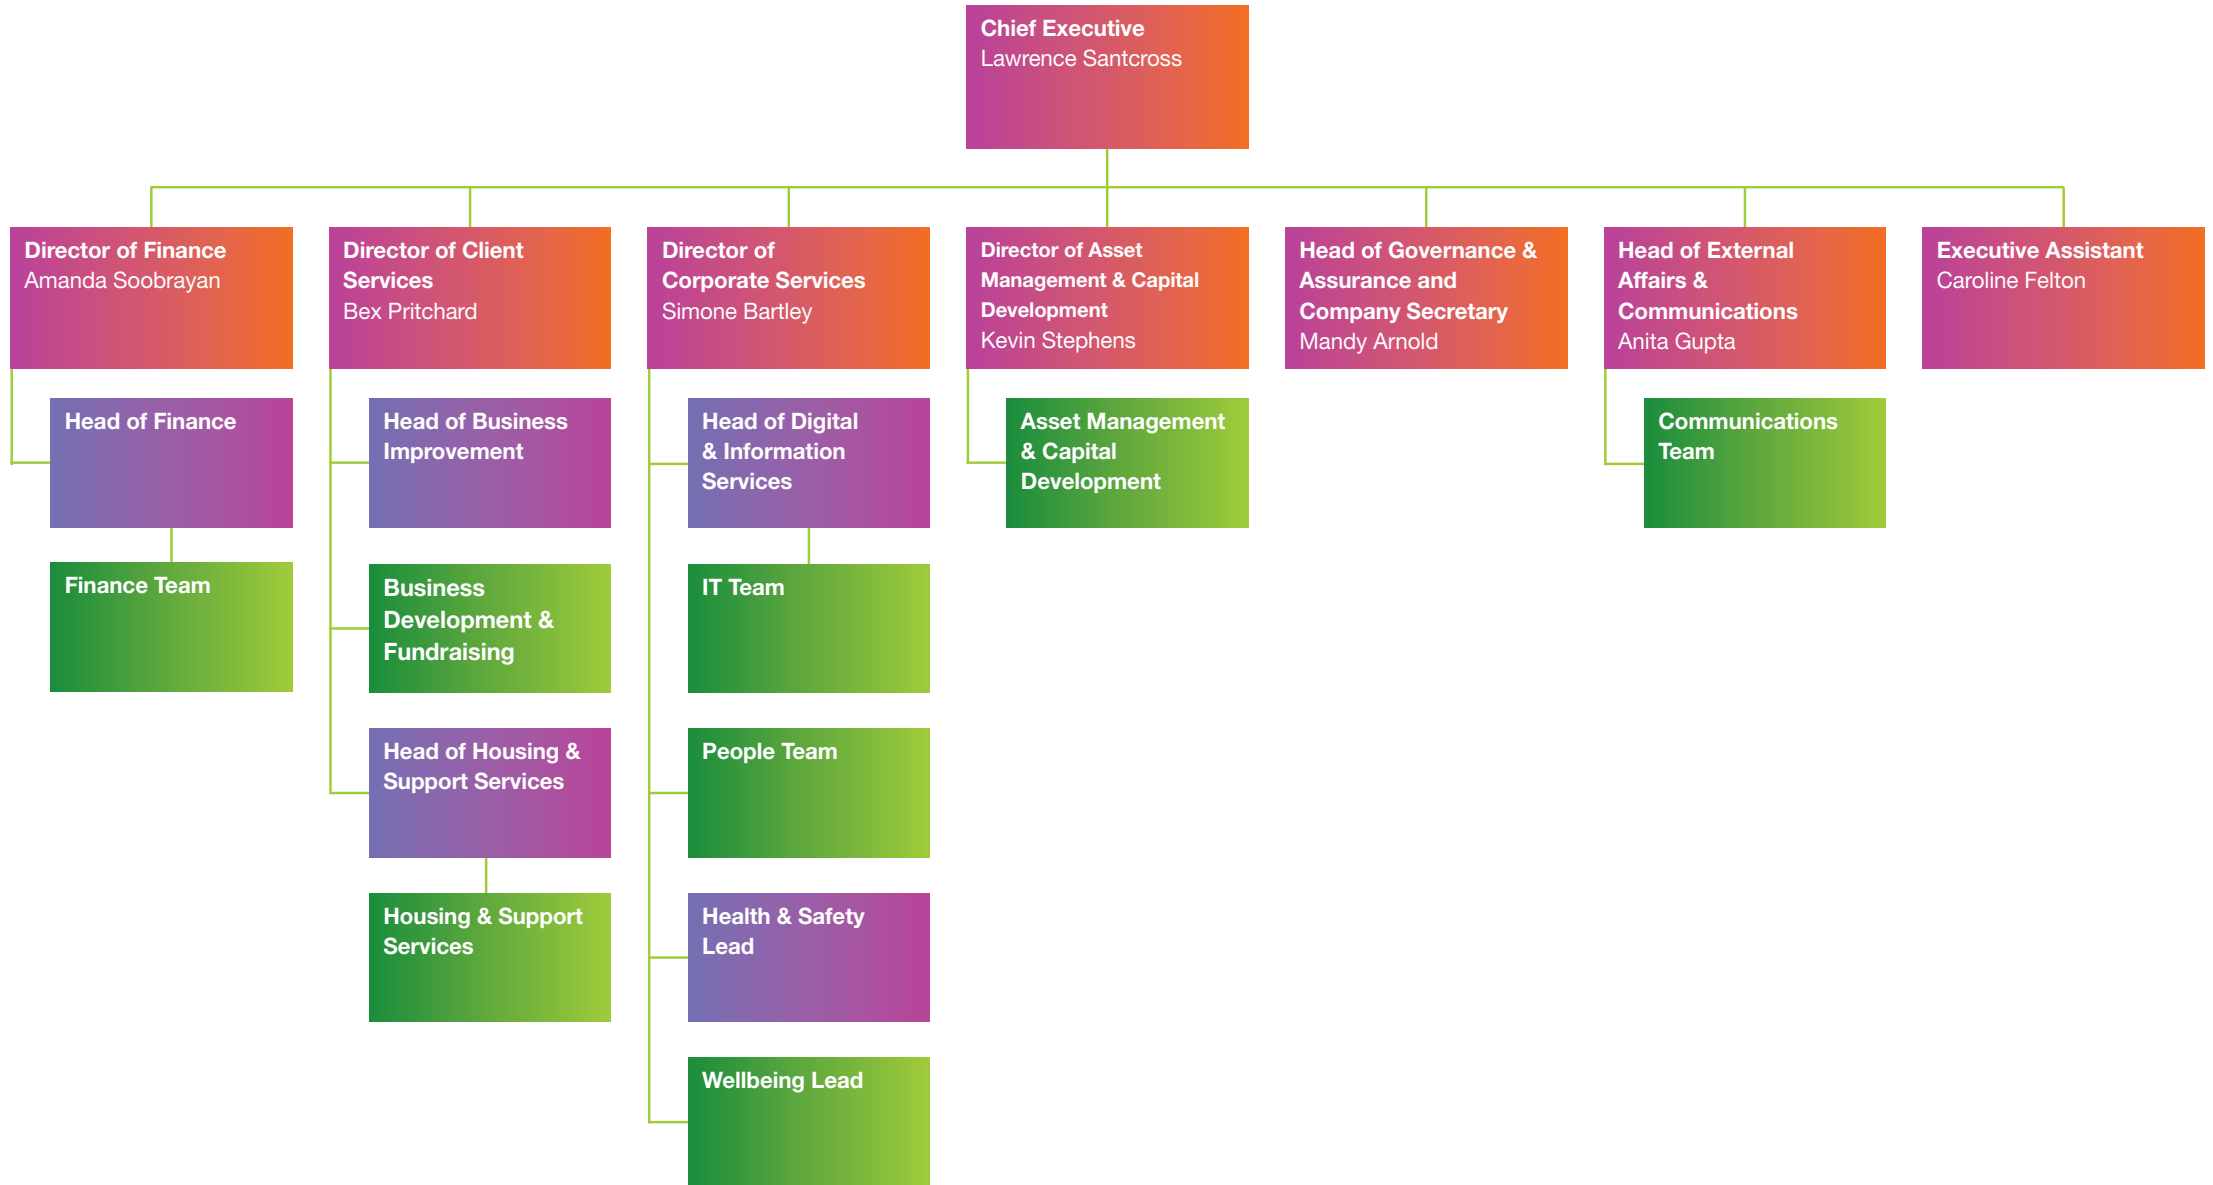 Chief Executive
Lawrence Santcross
Director of Finance
Amanda Soobrayan
Director of Client
Services
Bex Pritchard
Director of
Corporate Services
Simone Bartley
Director of Asset
Management & Capital
Development
Kevin Stephens
Head of Governance &
Assurance and
Company Secretary
Mandy Arnold
Head of External
Affairs &
Communications
Anita Gupta
Executive Assistant
Caroline Felton
Head of Finance
Head of Business
Improvement
Head of Digital
& Information
Services
Asset Management
& Capital
Development
Communications
Team
Finance Team
Business
Development &
Fundraising
IT Team
Head of Housing &
Support Services
People Team
Housing & Support
Services
Health & Safety
Lead
Wellbeing Lead